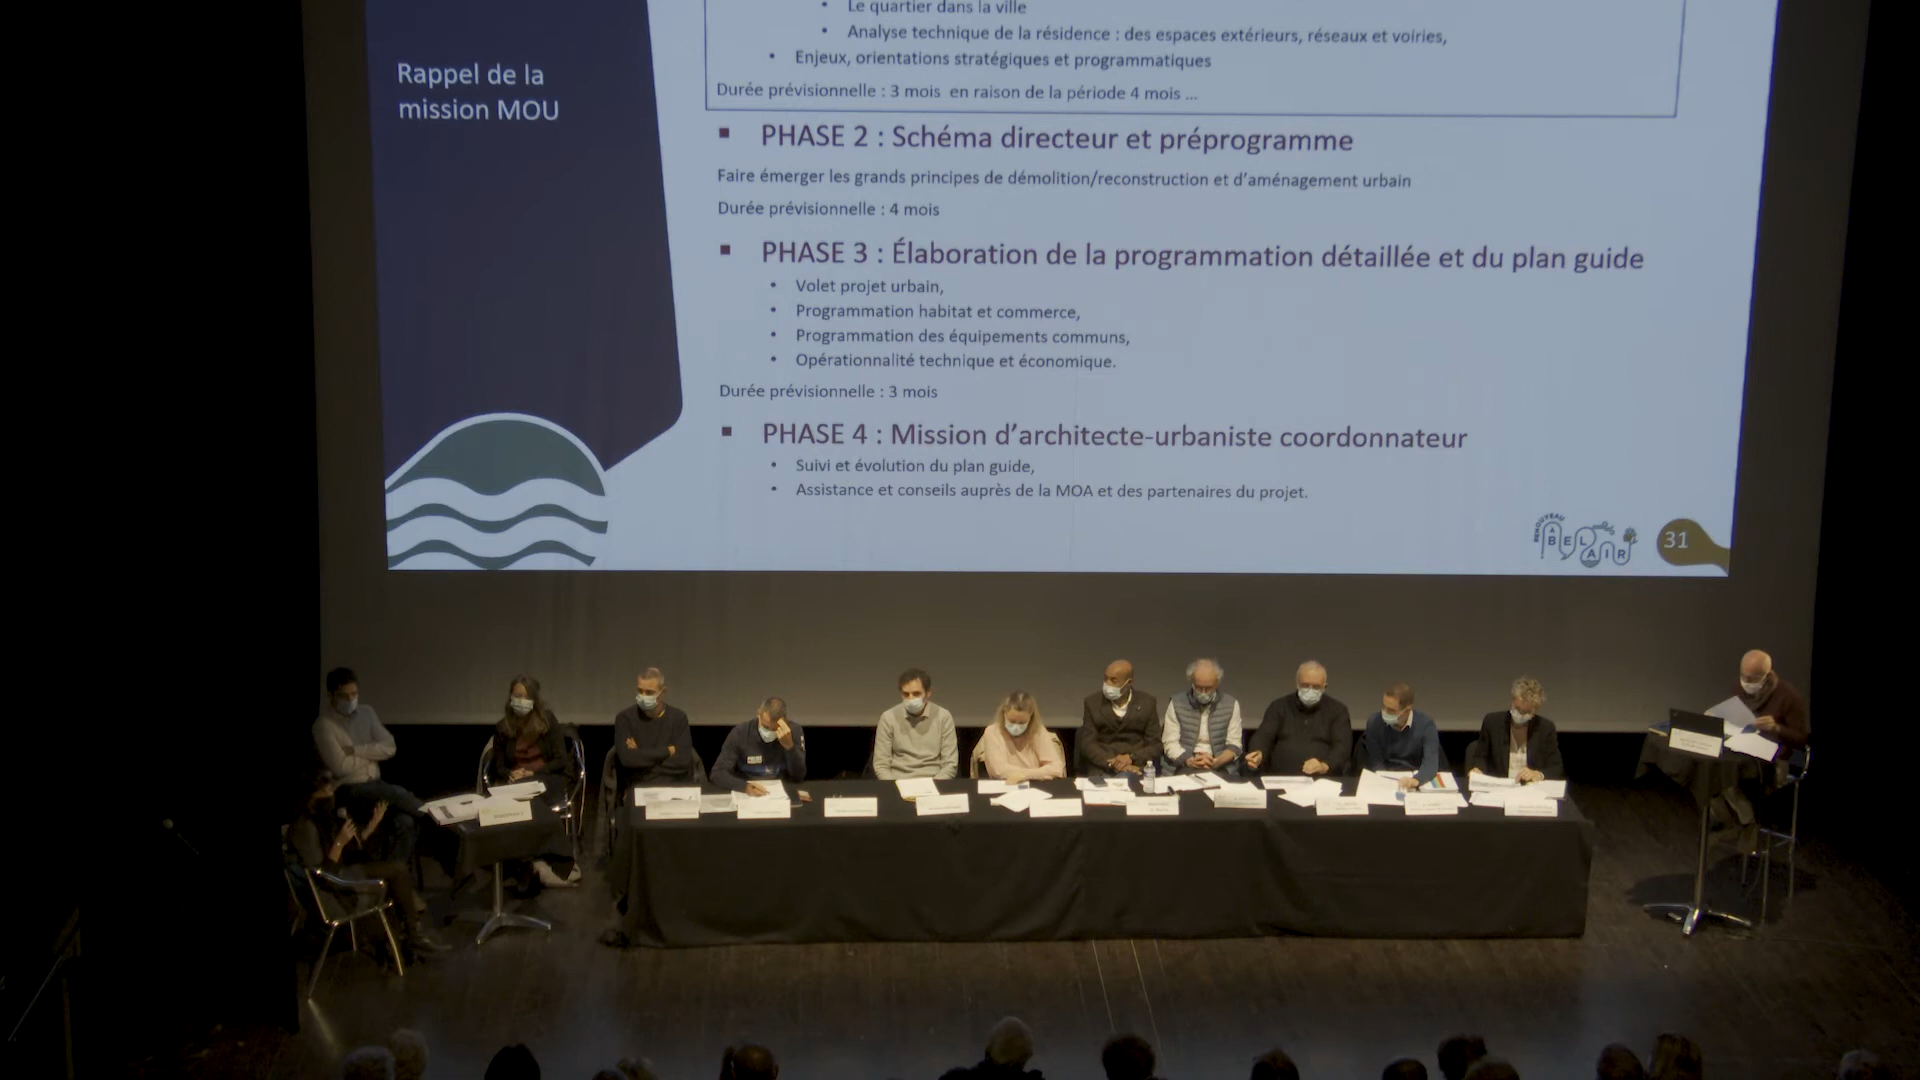 Rappel de la
mission MOU
• Le quartier dans la ville
• Analyse technique de la résidence : des espaces extérieurs, réseaux et voiries,
• Enjeux, orientations stratégiques et programmatiques
Durée prévisionnelle : 3 mois en raison de la période 4 mois ...
▪ PHASE 2 : Schéma directeur et préprogramme
Faire émerger les grands principes de démolition/reconstruction et d'aménagement urbain
Durée prévisionnelle : 4 mois
▪ PHASE 3 : Élaboration de la programmation détaillée et du plan guide
• Volet projet urbain,
• Programmation habitat et commerce,
• Programmation des équipements communs,
• Opérationnalité technique et économique.
Durée prévisionnelle : 3 mois
▪ PHASE 4 : Mission d'architecte-urbaniste coordonnateur
• Suivi et évolution du plan guide,
• Assistance et conseils auprès de la MOA et des partenaires du projet.
RENOUVEAU
À BEL AIR
31